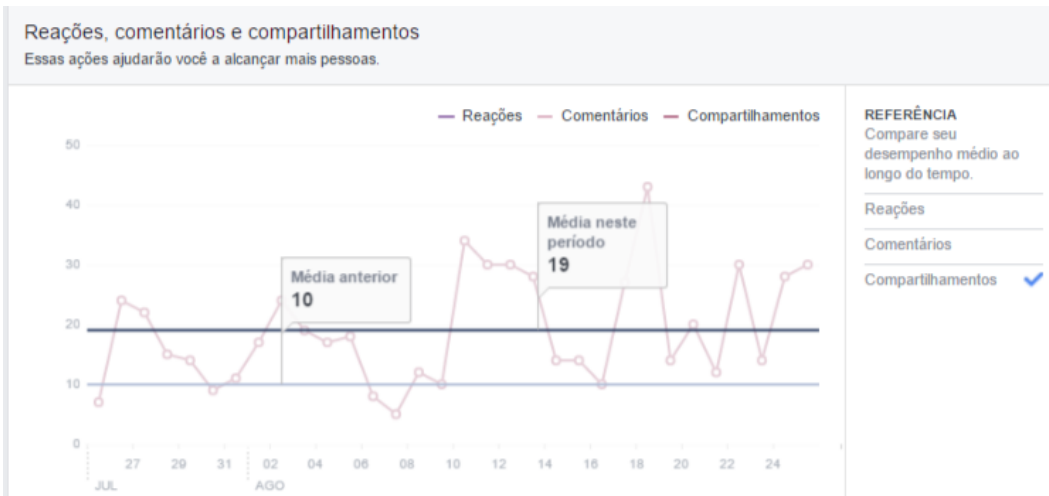 Reações, comentários e compartilhamentos
Essas ações ajudarão você a alcançar mais pessoas.
Reações Comentários Compartilhamentos
50
40
30
20
10
0
Média anterior
10
Média neste
período
19
27 29 31 02 04 06 08 10 12 14 16 18 20 22 24
JUL AGO
REFERÊNCIA
Compare seu
desempenho médio ao
longo do tempo.
Reações
Comentários
Compartilhamentos